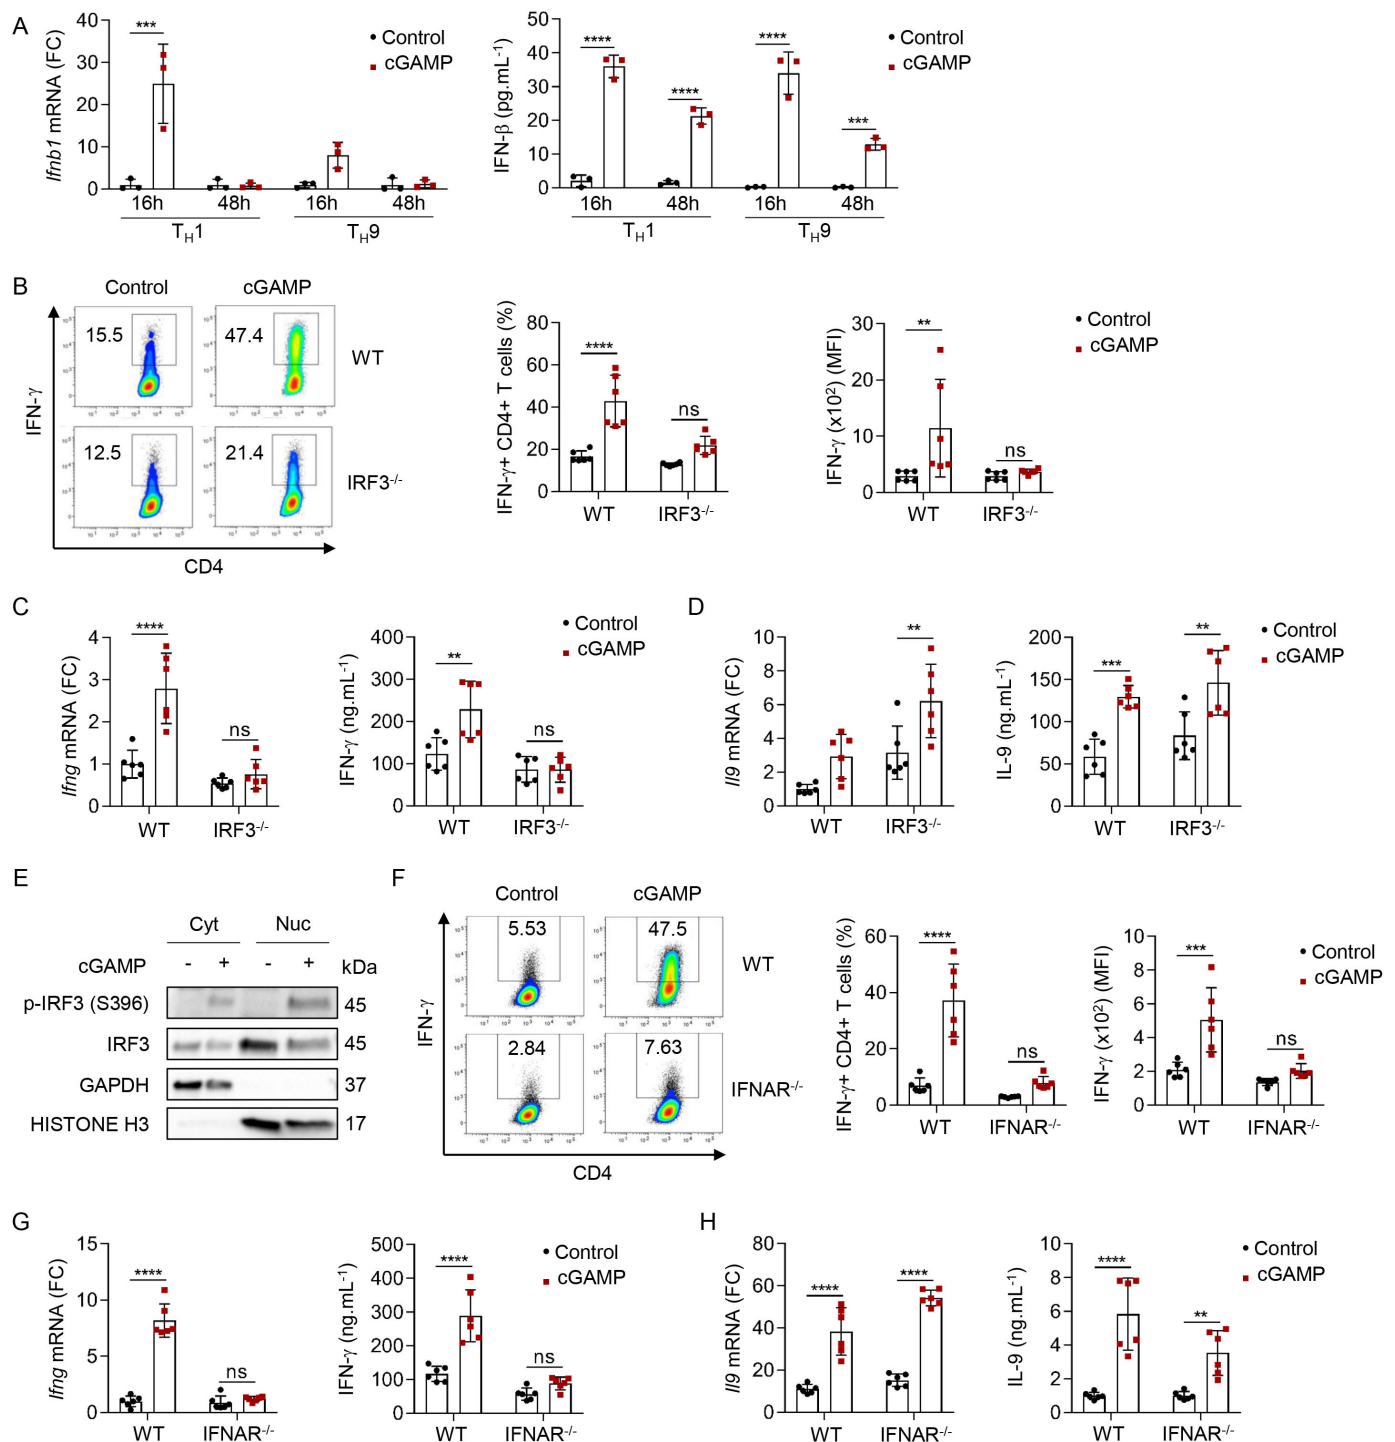 A
Ifnb1 mRNA (FC)
40
30
20
10
0
***
Control
cGAMP
16h 48h 16h 48h
TH1 TH9
IFN-β (pg.mL-1)
50
40
30
20
10
0
**** **** **** ***
Control
cGAMP
16h 48h 16h 48h
TH1 TH9
B
Control cGAMP
15.5 47.4
WT
12.5 21.4
IRF3-/-
IFN-γ
CD4
IFN-γ+ CD4+ T cells (%)
80
60
40
20
0
**** ns
WT IRF3-/-
IFN-γ (x10²) (MFI)
30
20
10
0
** ns
WT IRF3-/-
Control
cGAMP
C
Ifng mRNA (FC)
4
3
2
1
0
**** ns
WT IRF3-/-
IFN-γ (ng.mL-1)
400
300
200
100
0
** ns
WT IRF3-/-
Control
cGAMP
D
Il9 mRNA (FC)
10
8
6
4
2
0
**
WT IRF3-/-
IL-9 (ng.mL-1)
200
150
100
50
0
*** **
WT IRF3-/-
Control
cGAMP
E
Cyt Nuc
cGAMP - + - + kDa
p-IRF3 (S396) 45
IRF3 45
GAPDH 37
HISTONE H3 17
F
Control cGAMP
5.53 47.5
WT
2.84 7.63
IFNAR-/-
IFN-γ
CD4
IFN-γ+ CD4+ T cells (%)
60
40
20
0
**** ns
WT IFNAR-/-
IFN-γ (x10²) (MFI)
10
8
6
4
2
0
*** ns
WT IFNAR-/-
Control
cGAMP
G
Ifng mRNA (FC)
15
10
5
0
**** ns
WT IFNAR-/-
IFN-γ (ng.mL-1)
500
400
300
200
100
0
**** ns
WT IFNAR-/-
Control
cGAMP
H
Il9 mRNA (FC)
80
60
40
20
0
**** ****
WT IFNAR-/-
IL-9 (ng.mL-1)
10
8
6
4
2
0
**** **
WT IFNAR-/-
Control
cGAMP